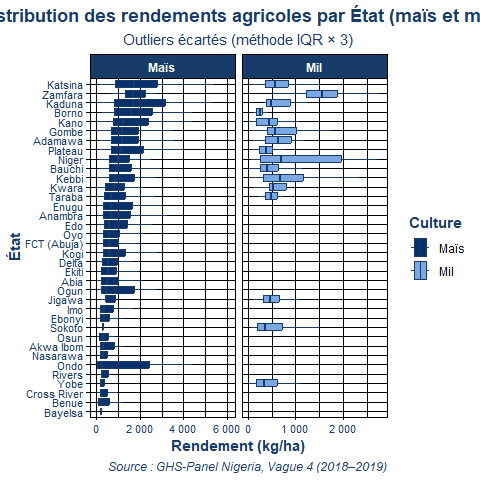 stribution des rendements agricoles par État (maïs et m
Outliers écartés (méthode IQR × 3)
Maïs
Mil
Katsina
Zamfara
Kaduna
Borno
Kano
Gombe
Adamawa
Plateau
Niger
Bauchi
Kebbi
Kwara
Taraba
Enugu
Anambra
Edo
Oyo
FCT (Abuja)
Kogi
Delta
Ekiti
Abia
Ogun
Jigawa
Imo
Ebonyi
Sokoto
Osun
Akwa Ibom
Nasarawa
Ondo
Rivers
Yobe
Cross River
Benue
Bayelsa
État
0 2 000 4 000 6 000
0 1 000 2 000
Rendement (kg/ha)
Culture
Maïs
Mil
Source : GHS-Panel Nigeria, Vague 4 (2018–2019)